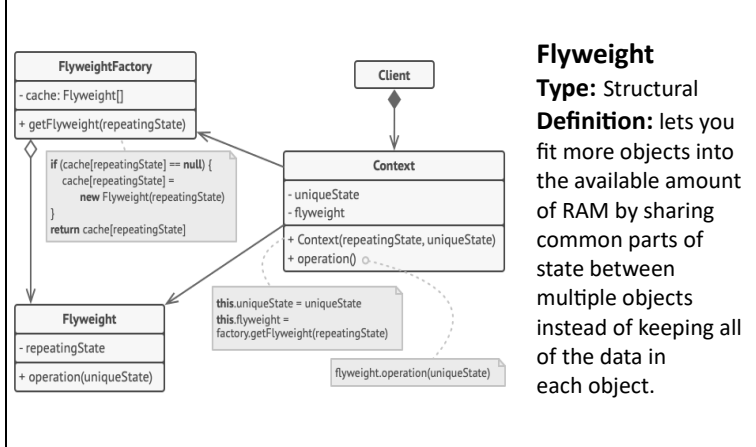 FlyweightFactory
- cache: Flyweight[]
+ getFlyweight(repeatingState)
if (cache[repeatingState] == null) {
cache[repeatingState] =
new Flyweight(repeatingState)
}
return cache[repeatingState]
Client
Context
- uniqueState
- flyweight
+ Context(repeatingState, uniqueState)
+ operation()
this.uniqueState = uniqueState
this.flyweight =
factory.getFlyweight(repeatingState)
flyweight.operation(uniqueState)
Flyweight
- repeatingState
+ operation(uniqueState)
Flyweight
Type: Structural
Definition: lets you
fit more objects into
the available amount
of RAM by sharing
common parts of
state between
multiple objects
instead of keeping all
of the data in
each object.